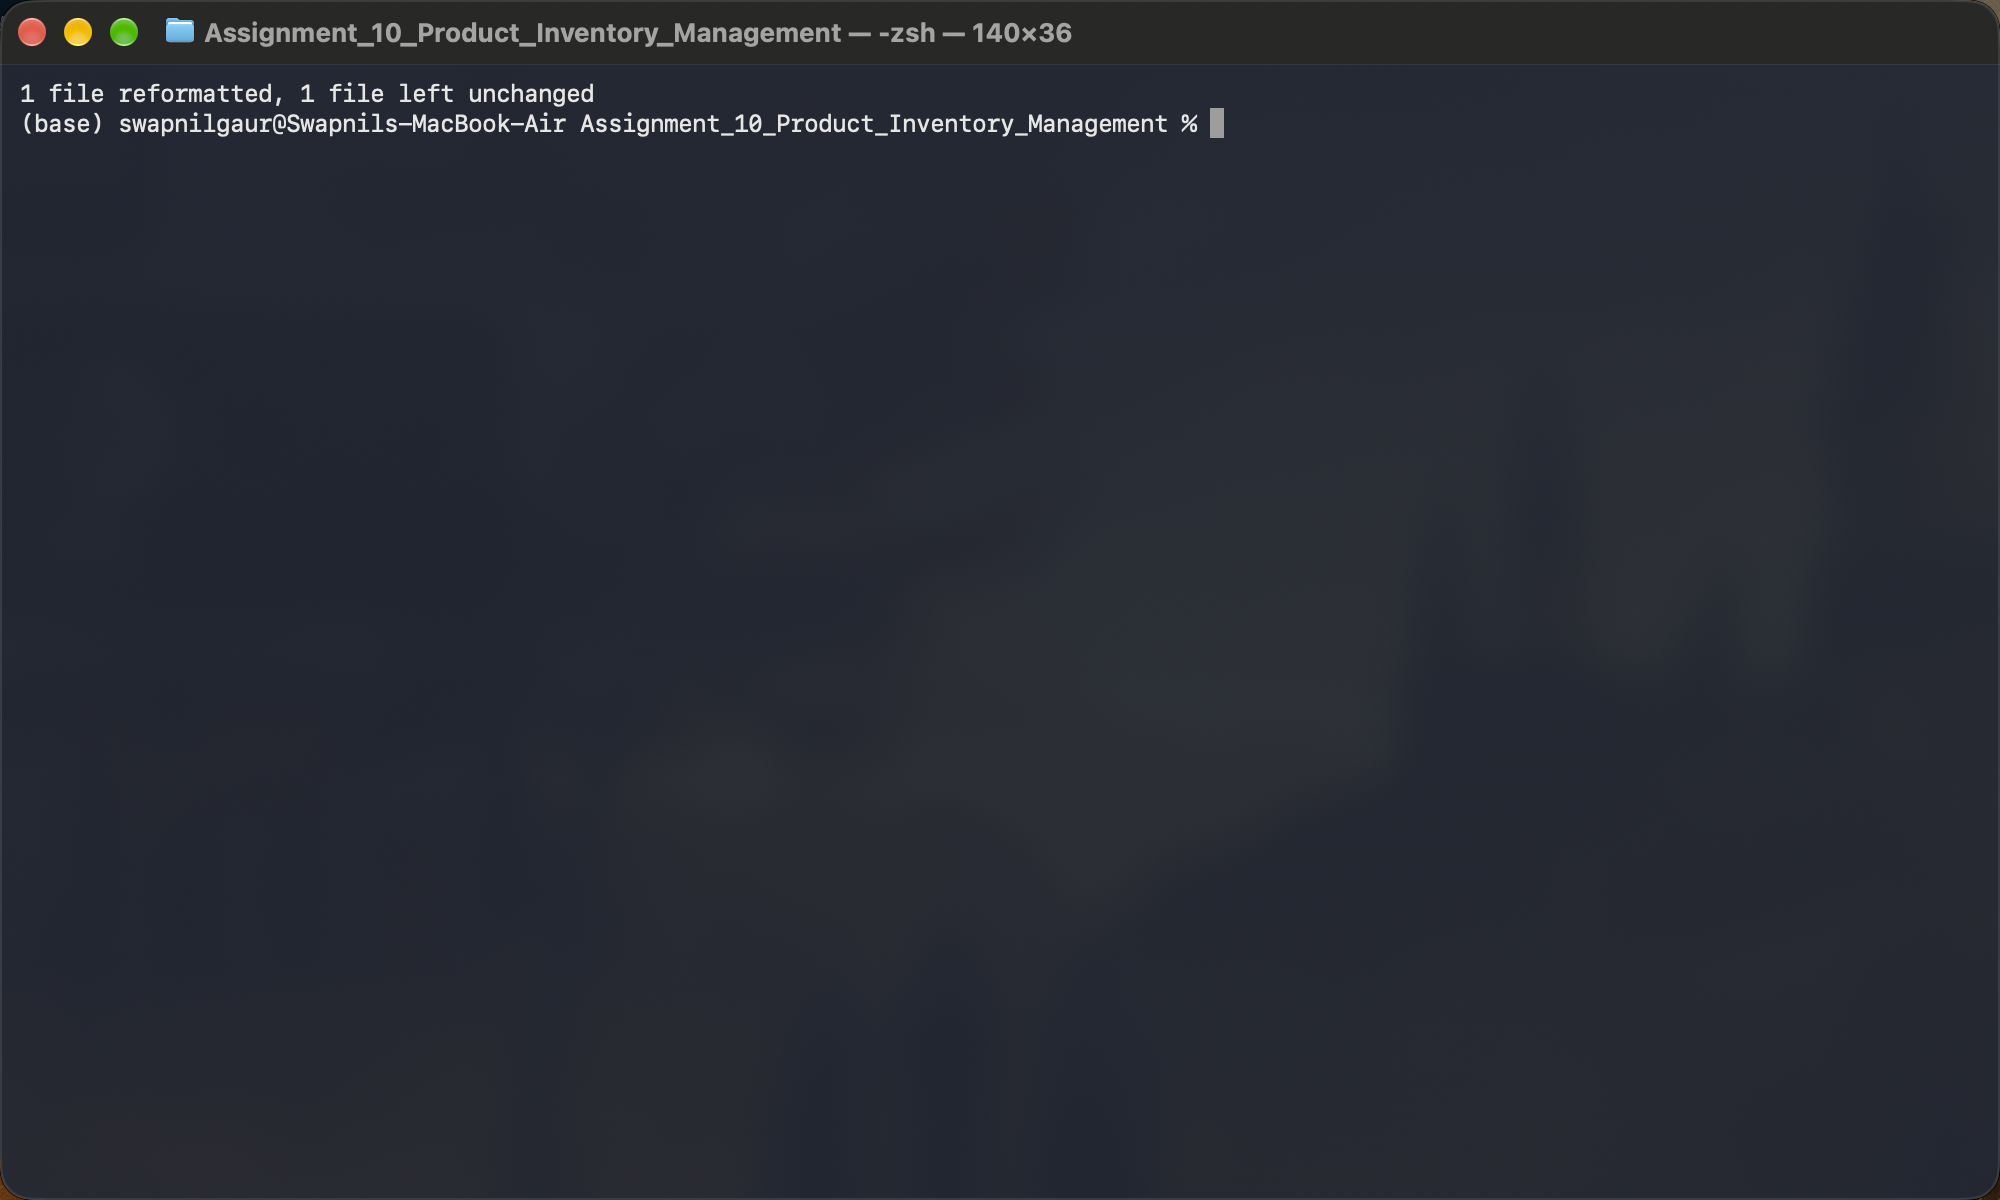 Assignment_10_Product_Inventory_Management — -zsh — 140×36
1 file reformatted, 1 file left unchanged
(base) swapnilgaur@Swapnils-MacBook-Air Assignment_10_Product_Inventory_Management %